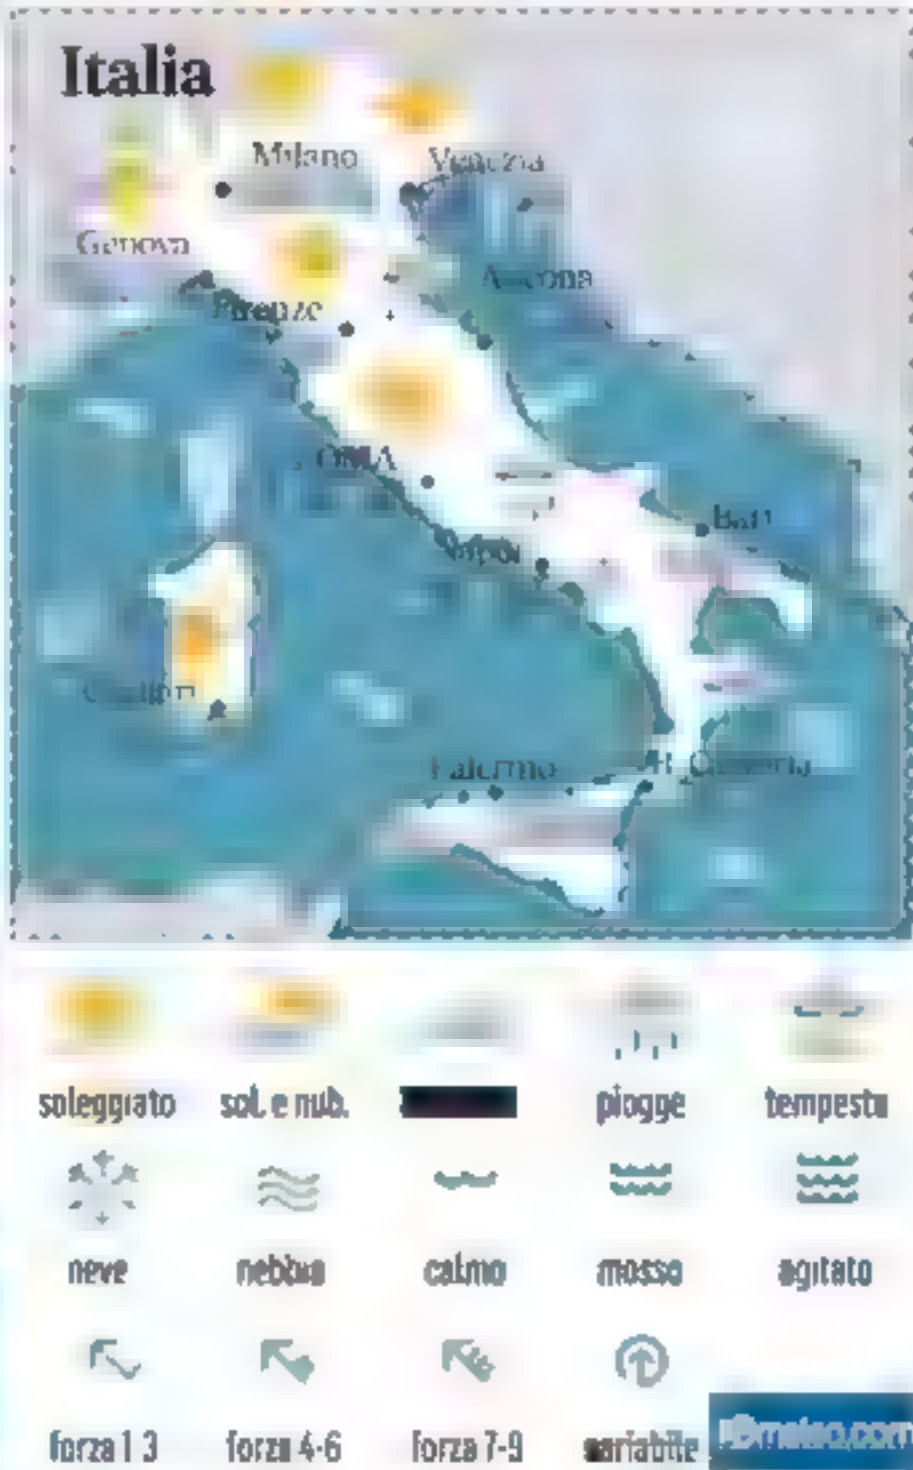 Italia
Milano Venezia
Genova
Ancona
Firenze
Bari
Palermo
soleggiato sol. e nub. piogge tempesta
neve nebbia calmo mosso agitato
forza 1-3 forza 4-6 forza 7-9 variabile